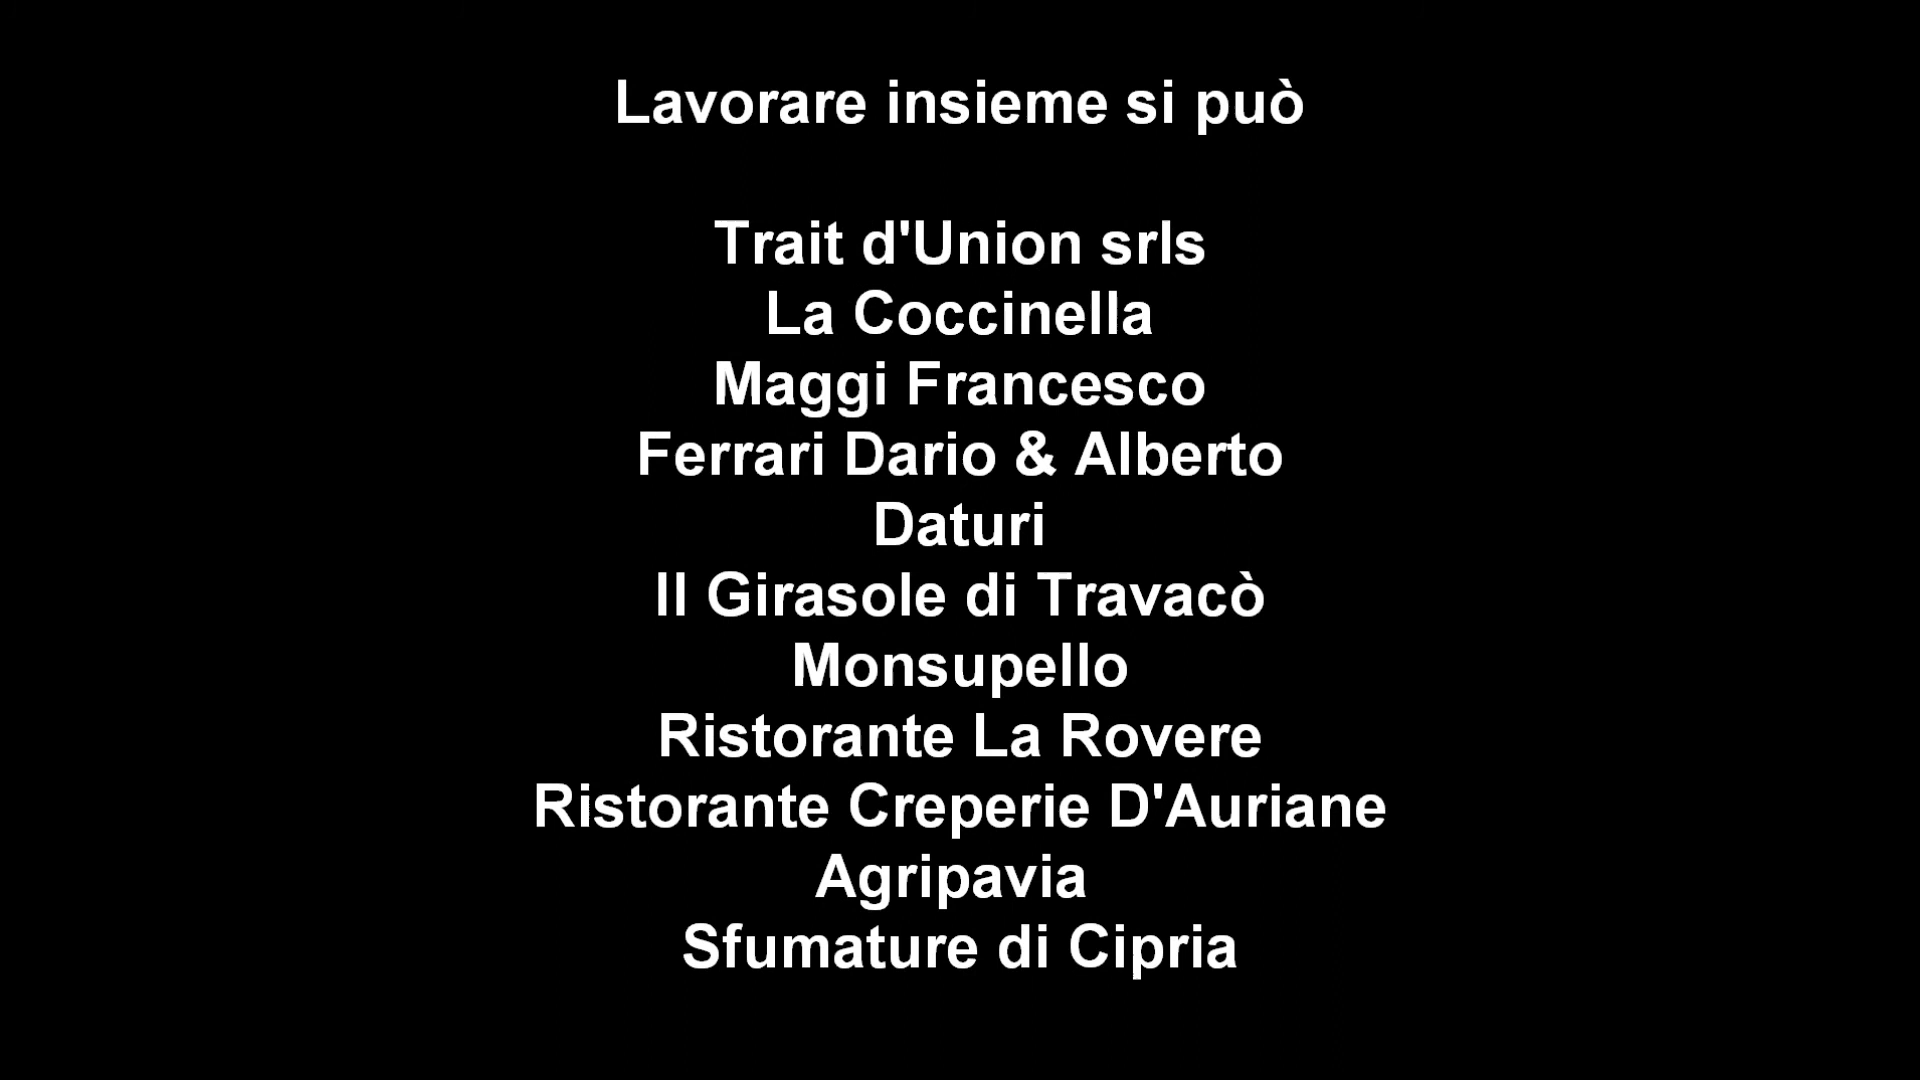 Lavorare insieme si può
Trait d'Union srls
La Coccinella
Maggi Francesco
Ferrari Dario & Alberto
Daturi
Il Girasole di Travacò
Monsupello
Ristorante La Rovere
Ristorante Creperie D'Auriane
Agripavia
Sfumature di Cipria